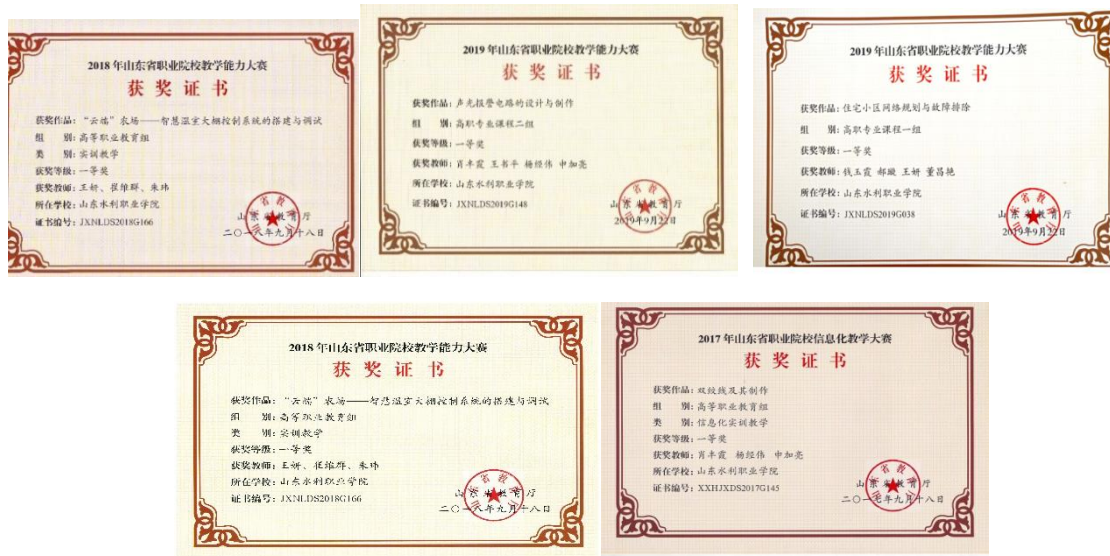 2018 年山东省职业院校教学能力大赛
获 奖 证 书
获奖作品：“云端”农场——智慧温室大棚控制系统的搭建与调试
组 别：高等职业教育组
类 别：实训教学
获奖等级：一等奖
获奖教师：王妍、崔维群、朱玮
所在学校：山东水利职业学院
证书编号：JXNLDS2018G166
山东省教育厅
二〇一八年九月十八日
2019 年山东省职业院校教学能力大赛
获 奖 证 书
获奖作品：声光报警电路的设计与制作
组 别：高职专业课程二组
获奖等级：一等奖
获奖教师：肖丰霞 王书平 杨经伟 申加亮
所在学校：山东水利职业学院
证书编号：JXNLDS2019G148
山东省教育厅
2019年9月22日
2019 年山东省职业院校教学能力大赛
获 奖 证 书
获奖作品：住宅小区网络规划与故障排除
组 别：高职专业课程一组
获奖等级：一等奖
获奖教师：钱玉霞 郝璇 王妍 董昌艳
所在学校：山东水利职业学院
证书编号：JXNLDS2019G038
山东省教育厅
2019年9月22日
2018 年山东省职业院校教学能力大赛
获 奖 证 书
获奖作品：“云端”农场——智慧温室大棚控制系统的搭建与调试
组 别：高等职业教育组
类 别：实训教学
获奖等级：一等奖
获奖教师：王妍、崔维群、朱玮
所在学校：山东水利职业学院
证书编号：JXNLDS2018G166
山东省教育厅
二〇一八年九月十八日
2017 年山东省职业院校信息化教学大赛
获 奖 证 书
获奖作品：双绞线及其制作
组 别：高等职业教育组
类 别：信息化实训教学
获奖等级：一等奖
获奖教师：肖丰霞 杨经伟 申加亮
所在学校：山东水利职业学院
证书编号：XXHJXDS2017G145
山东省教育厅
二〇一七年九月十八日